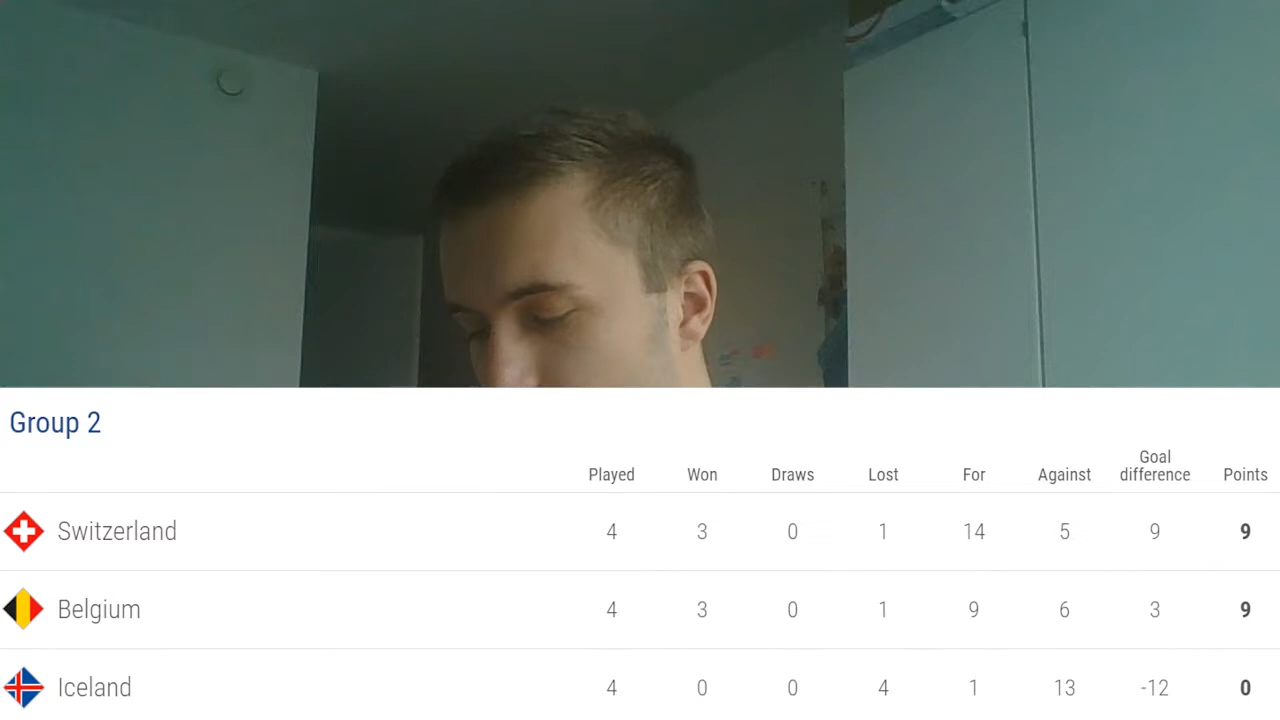 Group 2
Played Won Draws Lost For Against Goal difference Points
Switzerland 4 3 0 1 14 5 9 9
Belgium 4 3 0 1 9 6 3 9
Iceland 4 0 0 4 1 13 -12 0